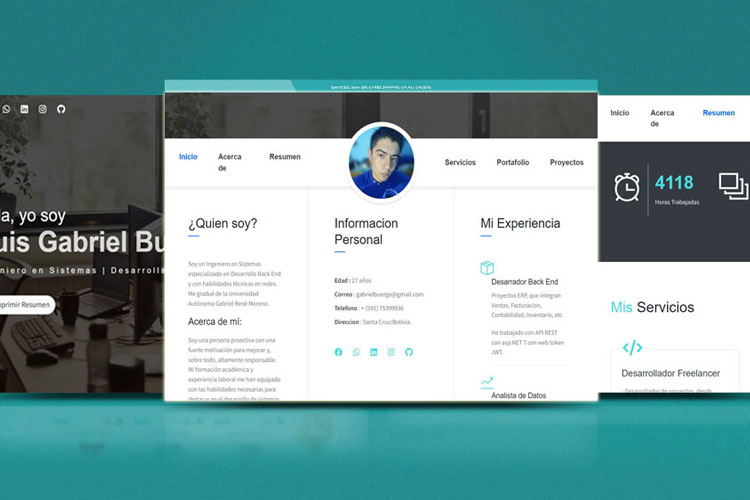 la, yo soy
uis Gabriel Bu
niero en Sistemas | Desarroll
mprimir Resumen
Spend $20, Save 20% & FREE SHIPPING ON ALL ORDERS
Inicio
Acerca
de
Resumen
Servicios
Portafolio
Proyectos
¿Quien soy?
Soy un Ingeniero en Sistemas
especializado en Desarrollo Back End
y con habilidades técnicas en redes.
Me gradué de la Universidad
Autónoma Gabriel René Moreno.
Acerca de mí:
Soy una persona proactiva con una
fuerte motivación para mejorar y,
sobre todo, altamente responsable.
Mi formación académica y
experiencia laboral me han equipado
con las habilidades necesarias para
destacar en el desarrollo de sistemas
Informacion
Personal
Edad : 27 años
Correo : gabrielbuergo@gmail.com
Telefono : + (591) 75399936
Direccion : Santa Cruz/Bolivia.
Mi Experiencia
Desarrador Back End
Proyectos ERP, que integran
Ventas, Facturacion,
Contabilidad, Inventario, etc.
He trabajado con API REST
con asp.NET 7 con web token
JWT.
Analista de Datos
Inicio
Acerca
de
Resumen
4118
Horas Trabajadas
Mis Servicios
Desarrollador Freelancer
- Desarrollador de proyectos, desde